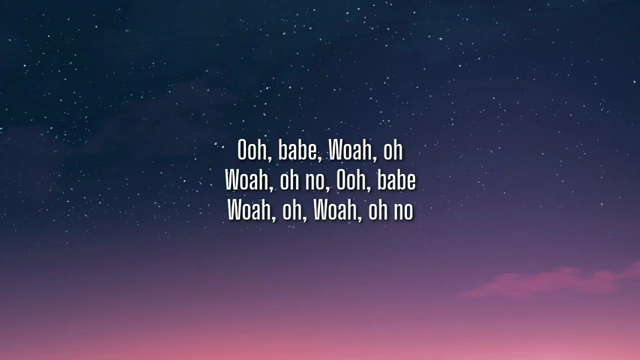 Ooh, babe, Woah, oh
Woah, oh no, Ooh, babe
Woah, oh, Woah, oh no